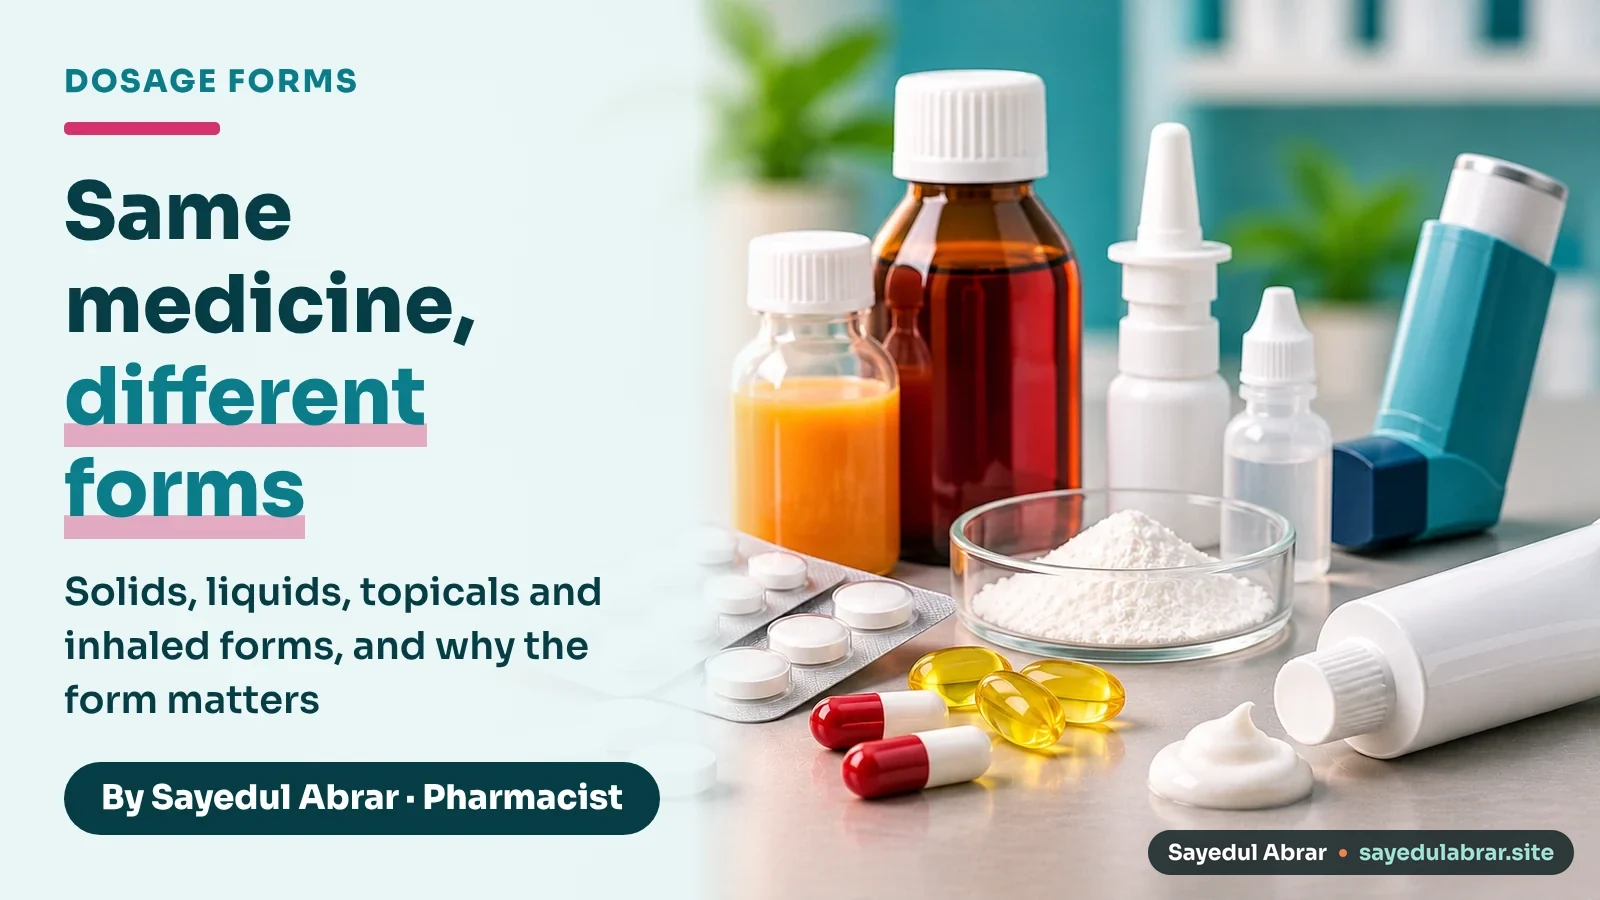 DOSAGE FORMS
Same
medicine,
different
forms
Solids, liquids, topicals and
inhaled forms, and why the
form matters
By Sayedul Abrar · Pharmacist
Sayedul Abrar • sayedulabrar.site